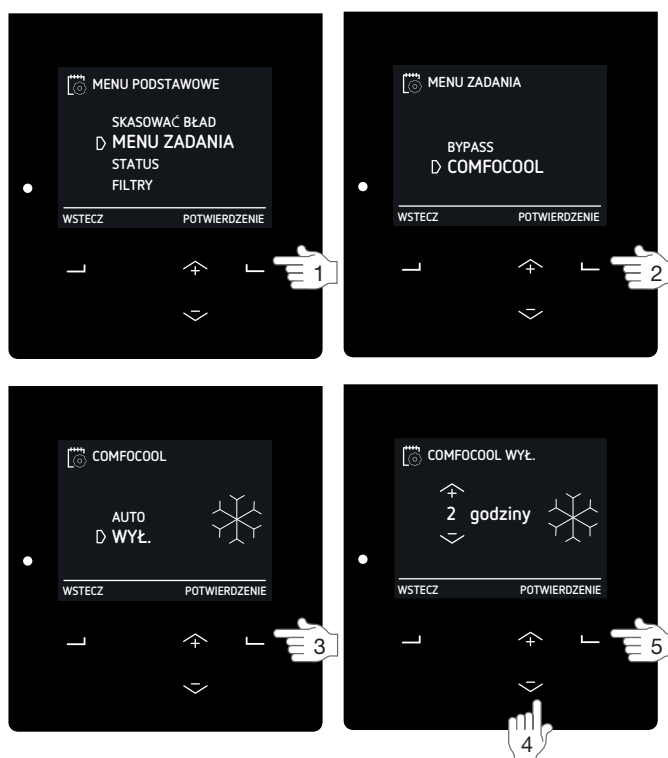 MENU PODSTAWOWE
SKASOWAĆ BŁAD
MENU ZADANIA
STATUS
FILTRY
WSTECZ POTWIERDZENIE
1
MENU ZADANIA
BYPASS
COMFOCOOL
WSTECZ POTWIERDZENIE
2
COMFOCOOL
AUTO
WYŁ.
WSTECZ POTWIERDZENIE
3
COMFOCOOL WYŁ.
2 godziny
WSTECZ POTWIERDZENIE
5
4